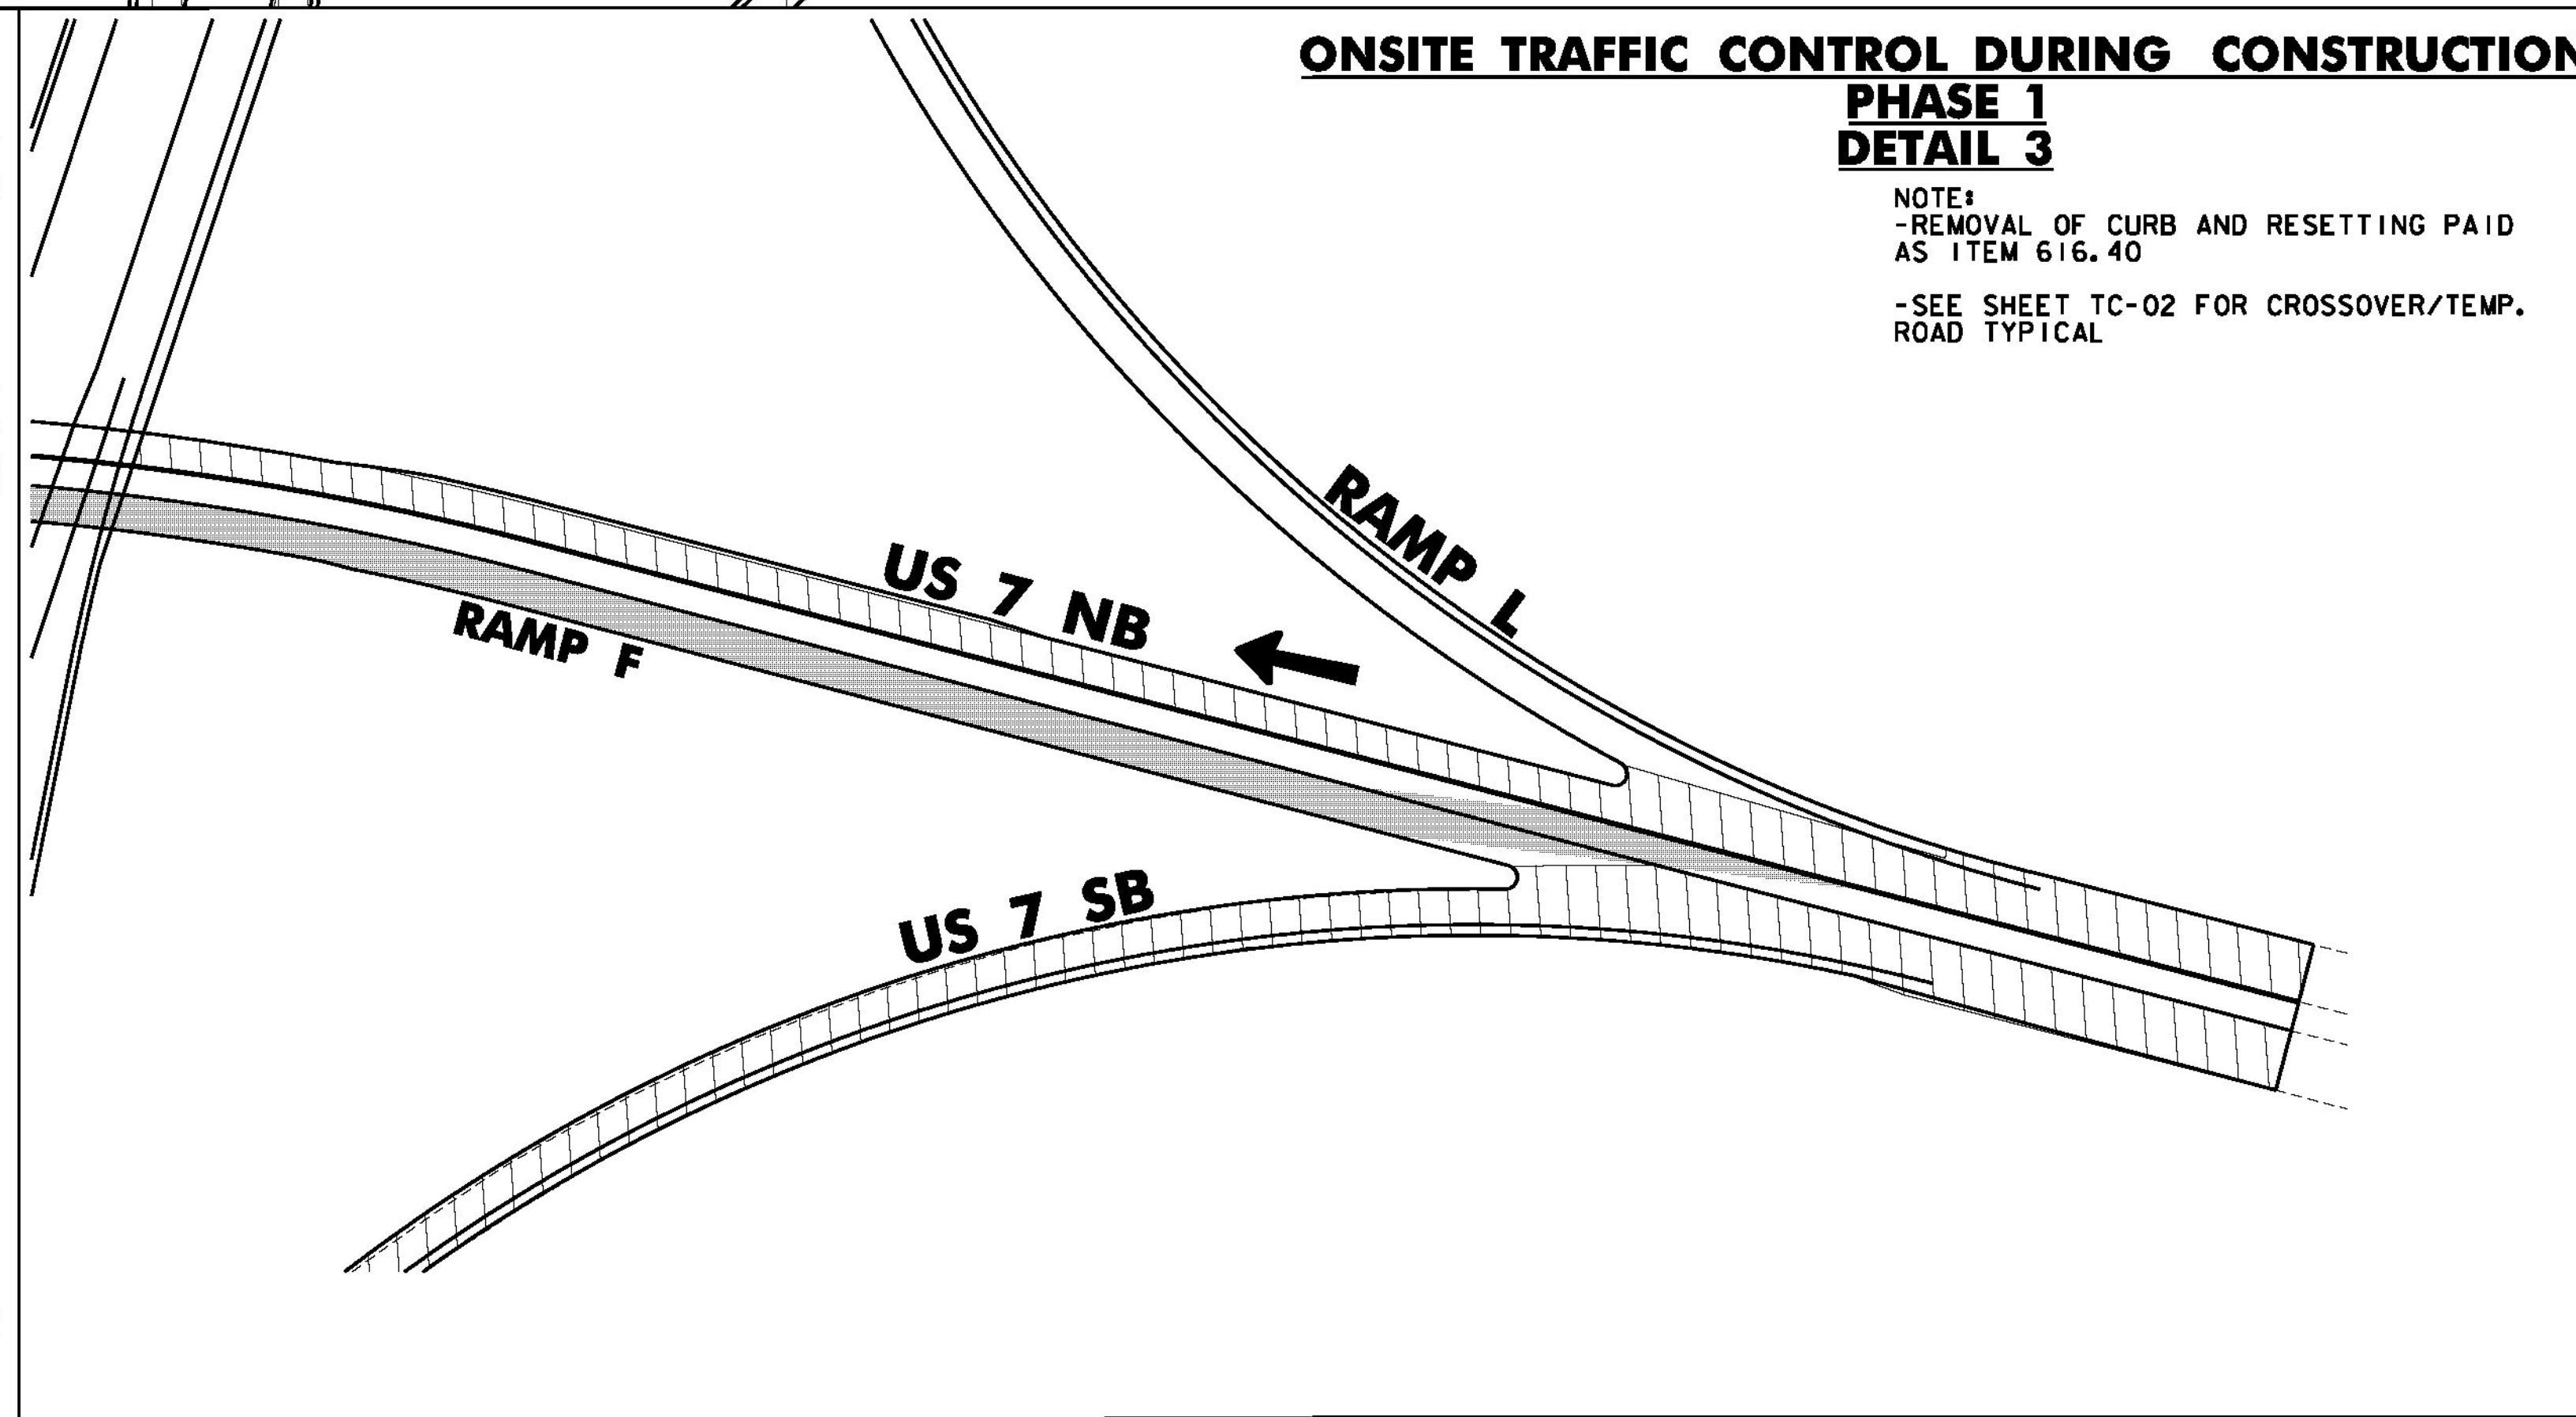 ONSITE TRAFFIC CONTROL DURING CONSTRUCTION
PHASE 1
DETAIL 3
NOTE:
-REMOVAL OF CURB AND RESETTING PAID
AS ITEM 616.40
-SEE SHEET TC-02 FOR CROSSOVER/TEMP.
ROAD TYPICAL
RAMP L
US 7 NB
RAMP F
US 7 SB